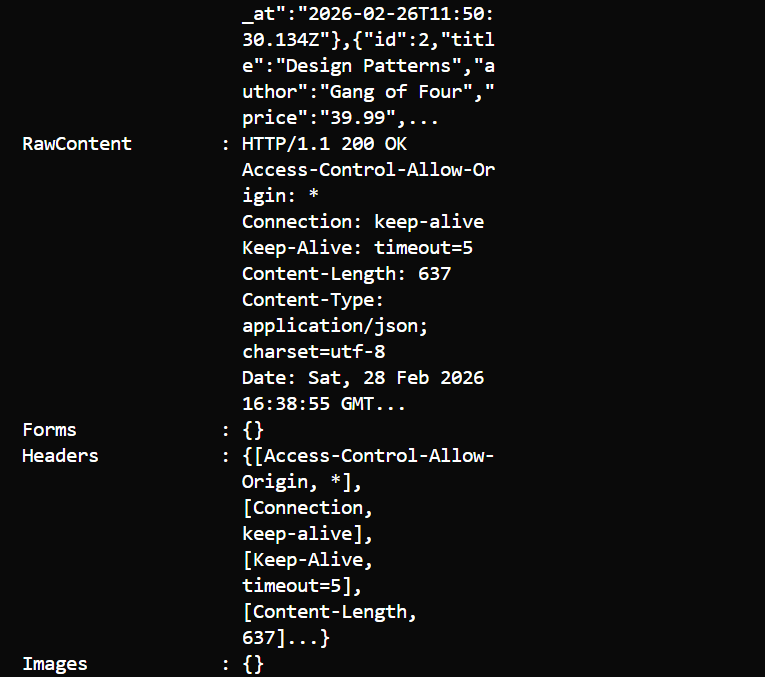 _at":"2026-02-26T11:50:
30.134Z"},{"id":2,"titl
e":"Design Patterns","a
uthor":"Gang of Four","
price":"39.99",...
RawContent : HTTP/1.1 200 OK
Access-Control-Allow-Or
igin: *
Connection: keep-alive
Keep-Alive: timeout=5
Content-Length: 637
Content-Type:
application/json;
charset=utf-8
Date: Sat, 28 Feb 2026
16:38:55 GMT...
Forms : {}
Headers : {[Access-Control-Allow-
Origin, *],
[Connection,
keep-alive],
[Keep-Alive,
timeout=5],
[Content-Length,
637]...}
Images : {}